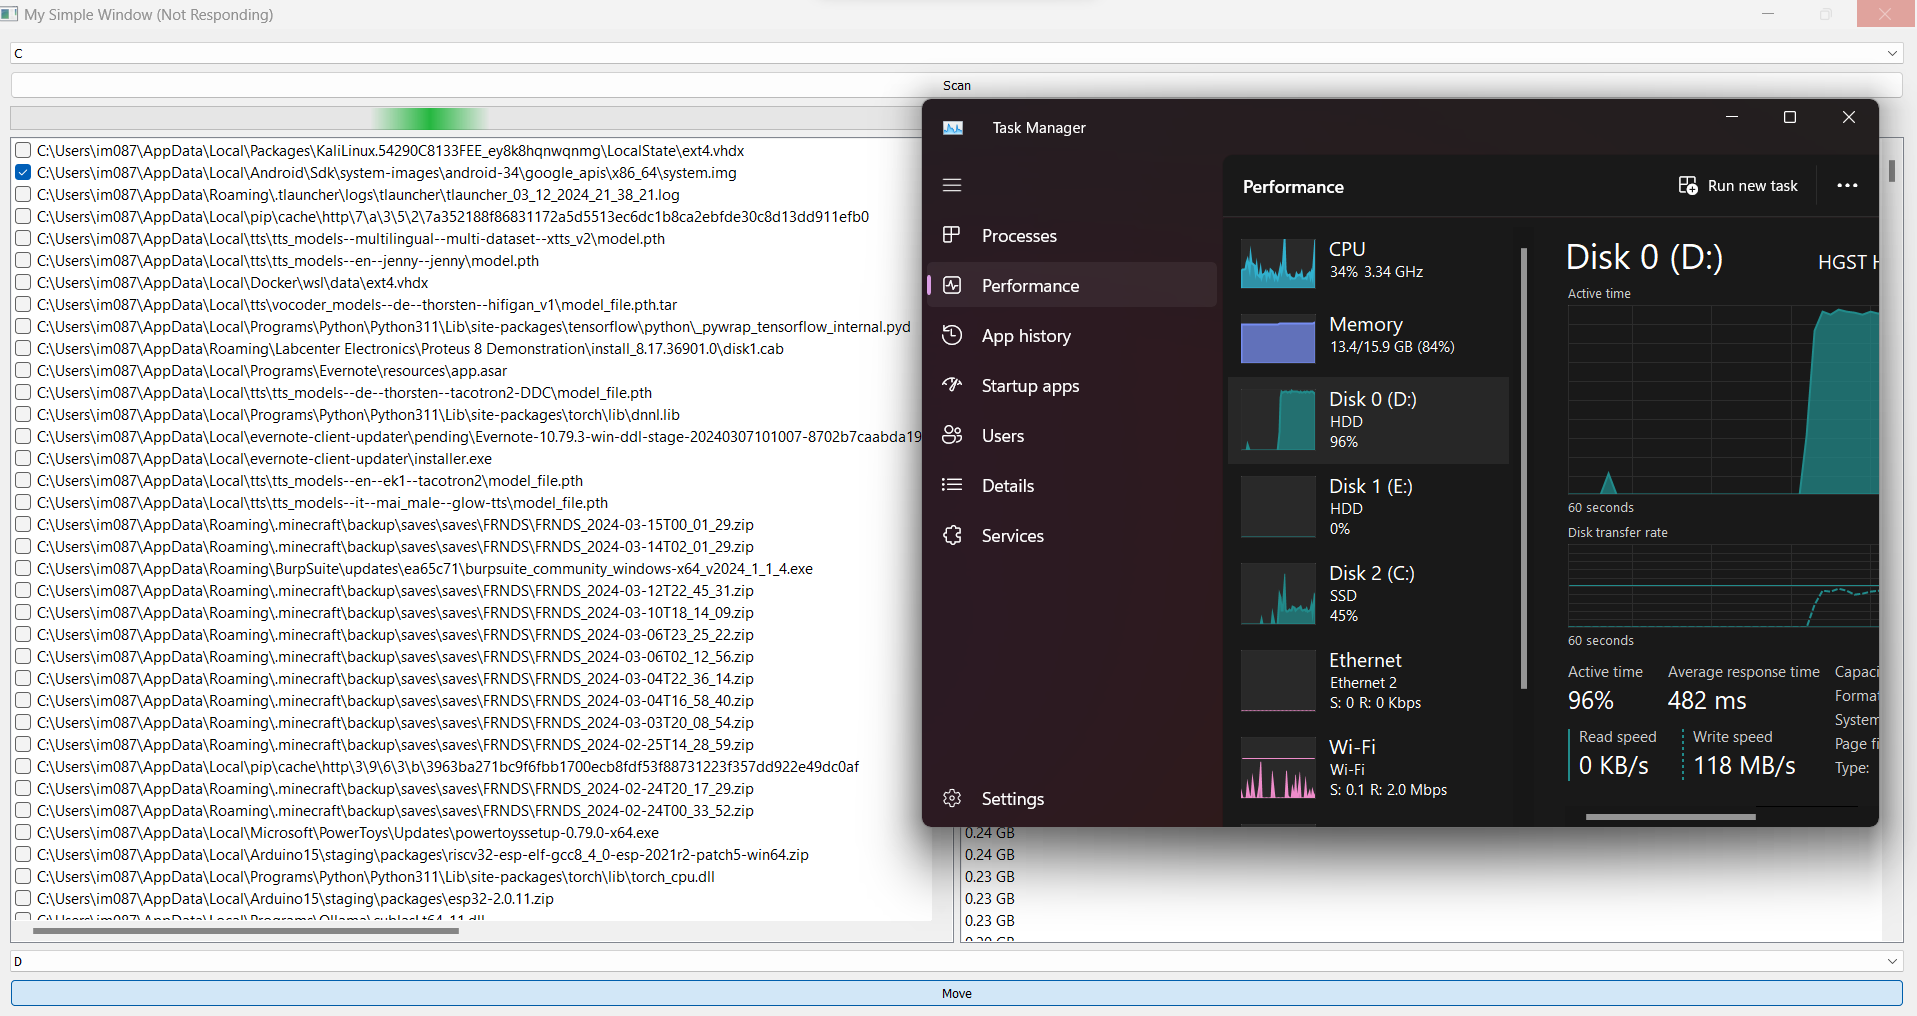 My Simple Window (Not Responding)
C
Scan
C:\Users\im087\AppData\Local\Packages\KaliLinux.54290C8133FEE_ey8k8hqnwqnmg\LocalState\ext4.vhdx
C:\Users\im087\AppData\Local\Android\Sdk\system-images\android-34\google_apis\x86_64\system.img
C:\Users\im087\AppData\Roaming\.tlauncher\logs\tlauncher\tlauncher_03_12_2024_21_38_21.log
C:\Users\im087\AppData\Local\pip\cache\http\7\a\3\5\2\7a352188f86831172a5d5513ec6dc1b8ca2ebfde30c8d13dd911efb0
C:\Users\im087\AppData\Local\tts\tts_models--multilingual--multi-dataset--xtts_v2\model.pth
C:\Users\im087\AppData\Local\tts\tts_models--en--jenny--jenny\model.pth
C:\Users\im087\AppData\Local\Docker\wsl\data\ext4.vhdx
C:\Users\im087\AppData\Local\tts\vocoder_models--de--thorsten--hifigan_v1\model_file.pth.tar
C:\Users\im087\AppData\Local\Programs\Python\Python311\Lib\site-packages\tensorflow\python\_pywrap_tensorflow_internal.pyd
C:\Users\im087\AppData\Roaming\Labcenter Electronics\Proteus 8 Demonstration\install_8.17.36901.0\disk1.cab
C:\Users\im087\AppData\Local\Programs\Evernote\resources\app.asar
C:\Users\im087\AppData\Local\tts\tts_models--de--thorsten--tacotron2-DDC\model_file.pth
C:\Users\im087\AppData\Local\Programs\Python\Python311\Lib\site-packages\torch\lib\dnnl.lib
C:\Users\im087\AppData\Local\evernote-client-updater\pending\Evernote-10.79.3-win-ddl-stage-20240307101007-8702b7caabda19
C:\Users\im087\AppData\Local\evernote-client-updater\installer.exe
C:\Users\im087\AppData\Local\tts\tts_models--en--ek1--tacotron2\model_file.pth
C:\Users\im087\AppData\Local\tts\tts_models--it--mai_male--glow-tts\model_file.pth
C:\Users\im087\AppData\Roaming\.minecraft\backup\saves\saves\FRNDS\FRNDS_2024-03-15T00_01_29.zip
C:\Users\im087\AppData\Roaming\.minecraft\backup\saves\saves\FRNDS\FRNDS_2024-03-14T02_01_29.zip
C:\Users\im087\AppData\Roaming\BurpSuite\updates\ea65c71\burpsuite_community_windows-x64_v2024_1_1_4.exe
C:\Users\im087\AppData\Roaming\.minecraft\backup\saves\saves\FRNDS\FRNDS_2024-03-12T22_45_31.zip
C:\Users\im087\AppData\Roaming\.minecraft\backup\saves\saves\FRNDS\FRNDS_2024-03-10T18_14_09.zip
C:\Users\im087\AppData\Roaming\.minecraft\backup\saves\saves\FRNDS\FRNDS_2024-03-06T23_25_22.zip
C:\Users\im087\AppData\Roaming\.minecraft\backup\saves\saves\FRNDS\FRNDS_2024-03-06T02_12_56.zip
C:\Users\im087\AppData\Roaming\.minecraft\backup\saves\saves\FRNDS\FRNDS_2024-03-04T22_36_14.zip
C:\Users\im087\AppData\Roaming\.minecraft\backup\saves\saves\FRNDS\FRNDS_2024-03-04T16_58_40.zip
C:\Users\im087\AppData\Roaming\.minecraft\backup\saves\saves\FRNDS\FRNDS_2024-03-03T20_08_54.zip
C:\Users\im087\AppData\Roaming\.minecraft\backup\saves\saves\FRNDS\FRNDS_2024-02-25T14_28_59.zip
C:\Users\im087\AppData\Local\pip\cache\http\3\9\6\3\b\3963ba271bc9f6fbb1700ecb8fdf53f88731223f357dd922e49dc0af
C:\Users\im087\AppData\Roaming\.minecraft\backup\saves\saves\FRNDS\FRNDS_2024-02-24T20_17_29.zip
C:\Users\im087\AppData\Roaming\.minecraft\backup\saves\saves\FRNDS\FRNDS_2024-02-24T00_33_52.zip
C:\Users\im087\AppData\Local\Microsoft\PowerToys\Updates\powertoyssetup-0.79.0-x64.exe
C:\Users\im087\AppData\Local\Arduino15\staging\packages\riscv32-esp-elf-gcc8_4_0-esp-2021r2-patch5-win64.zip
C:\Users\im087\AppData\Local\Programs\Python\Python311\Lib\site-packages\torch\lib\torch_cpu.dll
C:\Users\im087\AppData\Local\Arduino15\staging\packages\esp32-2.0.11.zip
0.24 GB
0.24 GB
0.23 GB
0.23 GB
0.23 GB
0.20 GB
D
Move
Task Manager
Processes
Performance
App history
Startup apps
Users
Details
Services
Settings
Performance
Run new task
CPU
34% 3.34 GHz
Memory
13.4/15.9 GB (84%)
Disk 0 (D:)
HDD
96%
Disk 1 (E:)
HDD
0%
Disk 2 (C:)
SSD
45%
Ethernet
Ethernet 2
S: 0 R: 0 Kbps
Wi-Fi
Wi-Fi
S: 0.1 R: 2.0 Mbps
Disk 0 (D:)
HGST H
Active time
60 seconds
Disk transfer rate
60 seconds
Active time
96%
Average response time
482 ms
Read speed
0 KB/s
Write speed
118 MB/s
Capaci
Format
System
Page fi
Type: